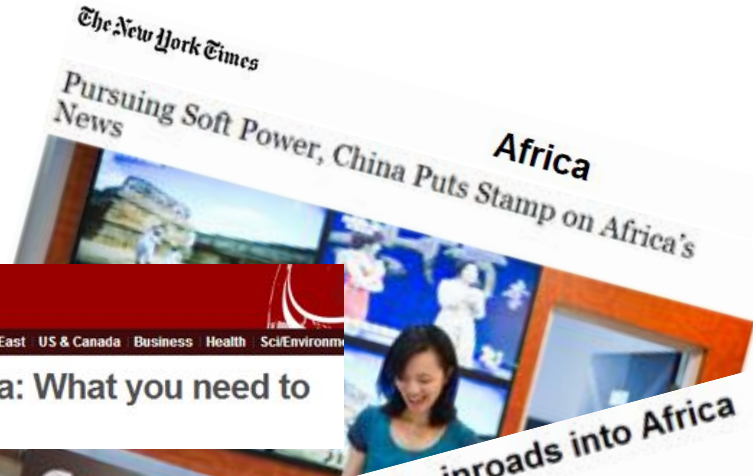 The New York Times
Pursuing Soft Power, China Puts Stamp on Africa's
News
Africa
East US & Canada Business Health Sci/Environme
a: What you need to
inroads into Africa